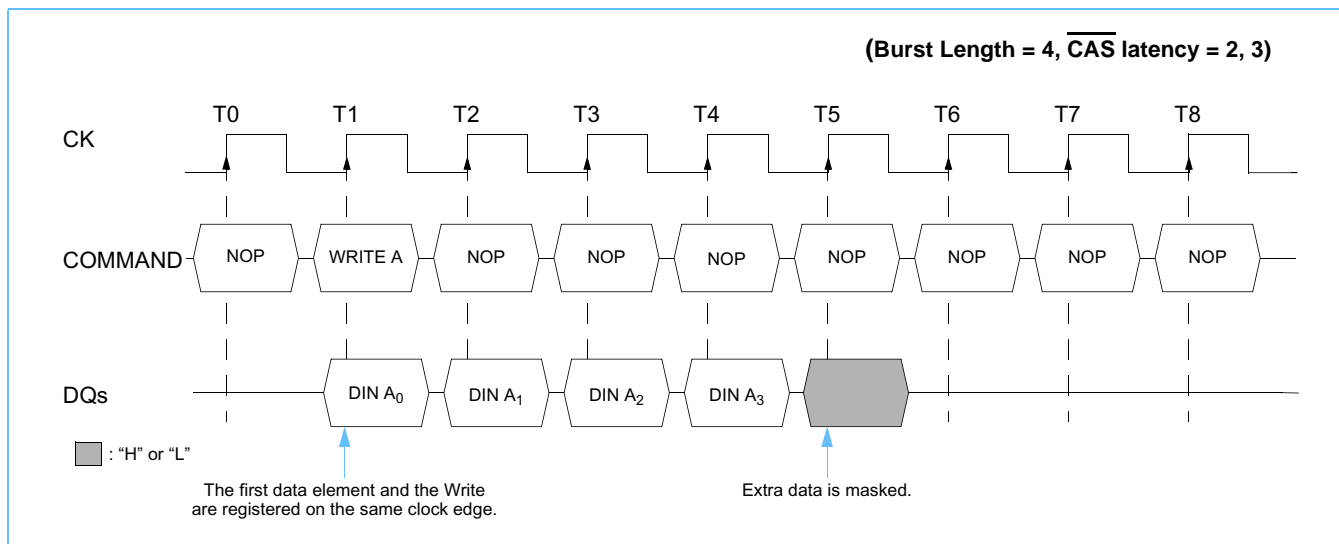 (Burst Length = 4, CAS latency = 2, 3)
T0 T1 T2 T3 T4 T5 T6 T7 T8
CK
COMMAND NOP WRITE A NOP NOP NOP NOP NOP NOP NOP
DQs DIN A0 DIN A1 DIN A2 DIN A3
: “H” or “L”
The first data element and the Write
are registered on the same clock edge.
Extra data is masked.